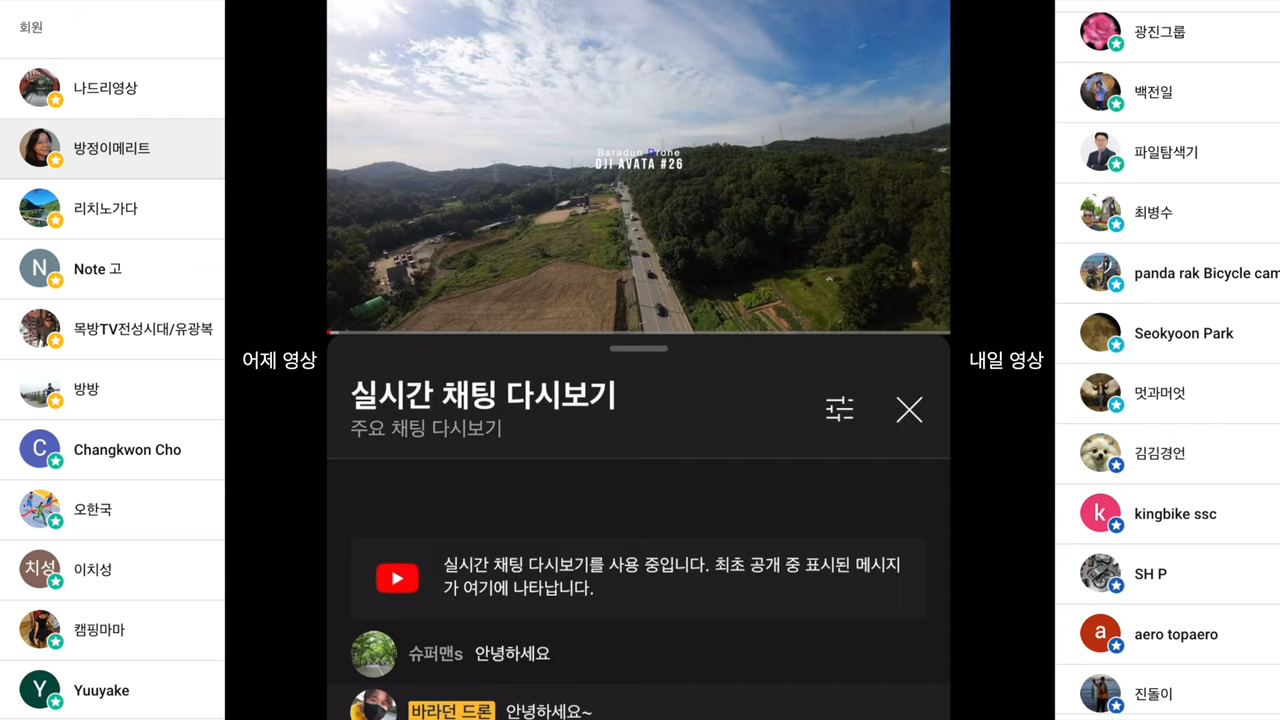 회원
나드리영상
방정이메리트
리치노가다
N
Note 고
목방TV전성시대/유광복
방방
C
Changkwon Cho
오한국
치성
이치성
캠핑마마
Y
Yuuyake
어제 영상
Baradun Drone
DJI AVATA #26
실시간 채팅 다시보기
주요 채팅 다시보기
실시간 채팅 다시보기를 사용 중입니다. 최초 공개 중 표시된 메시지
가 여기에 나타납니다.
슈퍼맨s 안녕하세요
바라던 드론 안녕하세요~
내일 영상
광진그룹
백전일
파일탐색기
최병수
panda rak Bicycle cam
Seokyoon Park
멋과머언
김김경언
k
kingbike ssc
SH P
a
aero topaero
진돌이